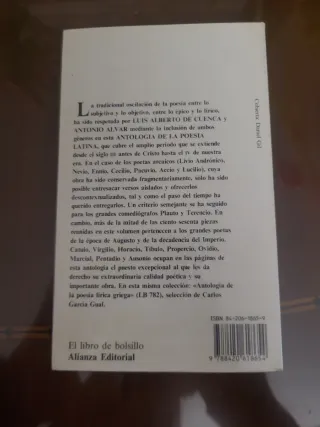 La tradicional oscilación de la poesía entre lo
subjetivo y lo objetivo, entre lo épico y lo lírico,
ha sido respetada por LUIS ALBERTO DE CUENCA y
ANTONIO ALVAR mediante la inclusión de ambos
géneros en esta ANTOLOGIA DE LA POESIA
LATINA, que cubre el amplio periodo que se extiende
desde el siglo III antes de Cristo hasta el IV de nuestra
era. En el caso de los poetas arcaicos (Livio Andrónico,
Nevio, Ennio, Cecilio, Pacuvio, Accio y Lucilio), cuya
obra ha sido conservada fragmentariamente, sólo ha sido
posible entresacar versos aislados y ofrecerlos
descontextualizados, tal y como el paso del tiempo ha
querido entregarlos. Un criterio semejante se ha seguido
para los grandes comediógrafos Plauto y Terencio. En
cambio, más de la mitad de las ciento sesenta piezas
reunidas en este volumen pertenecen a los grandes poetas
de la época de Augusto y de la decadencia del Imperio.
Catulo, Virgilio, Horacio, Tibulo, Propercio, Ovidio,
Marcial, Pentadio y Ausonio ocupan en las páginas de
esta antología el puesto excepcional al que les da
derecho su extraordinaria calidad poética y su
importante obra. En esta misma colección: «Antología de
la poesía lírica griega» (LB 782), selección de Carlos
García Gual.
Cubierta Daniel Gil
ISBN 84-206-1865-
9 788420 618654
El libro de bolsillo
Alianza Editorial